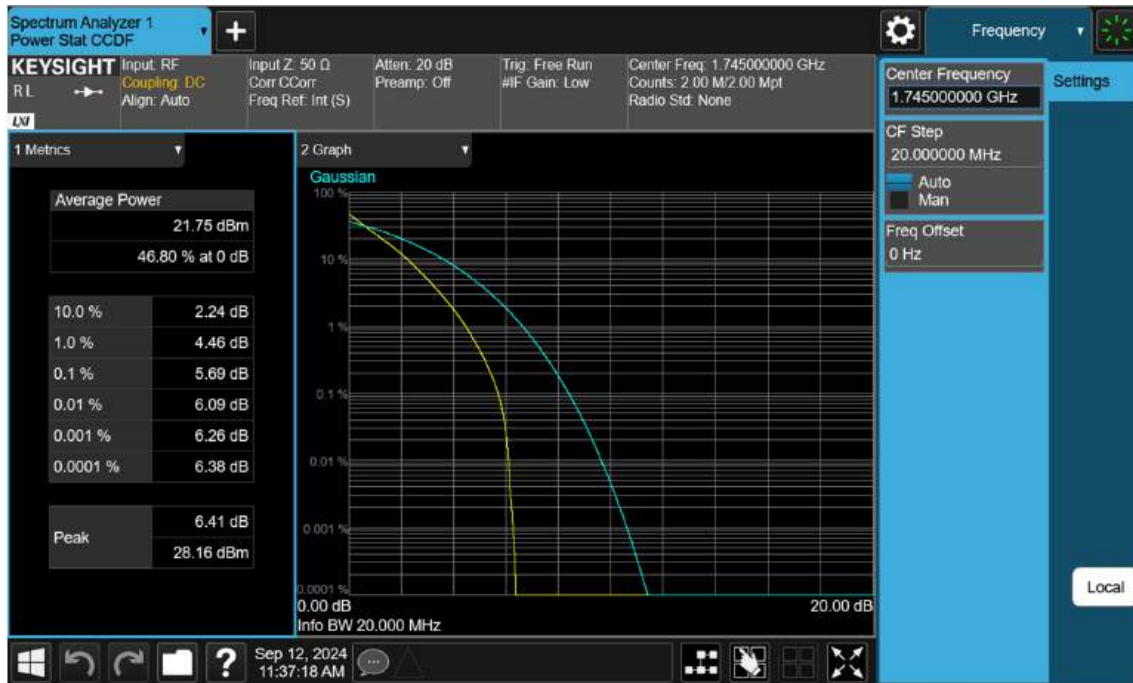 Spectrum Analyzer 1
Power Stat CCDF
Frequency
KEYSIGHT
R L
LXI
Input: RF
Coupling: DC
Align: Auto
Input Z: 50 Ω
Corr CCorr
Freq Ref: Int (S)
Atten: 20 dB
Preamp: Off
Trig: Free Run
#IF Gain: Low
Center Freq: 1.745000000 GHz
Counts: 2.00 M/2.00 Mpt
Radio Std: None
Center Frequency
1.745000000 GHz
Settings
CF Step
20.000000 MHz
Auto
Man
Freq Offset
0 Hz
Local
1 Metrics
Average Power
21.75 dBm
46.80 % at 0 dB
10.0 % 2.24 dB
1.0 % 4.46 dB
0.1 % 5.69 dB
0.01 % 6.09 dB
0.001 % 6.26 dB
0.0001 % 6.38 dB
Peak
6.41 dB
28.16 dBm
2 Graph
Gaussian
100 %
10 %
1 %
0.1 %
0.01 %
0.001 %
0.0001 %
0.00 dB 20.00 dB
Info BW 20.000 MHz
?
Sep 12, 2024
11:37:18 AM